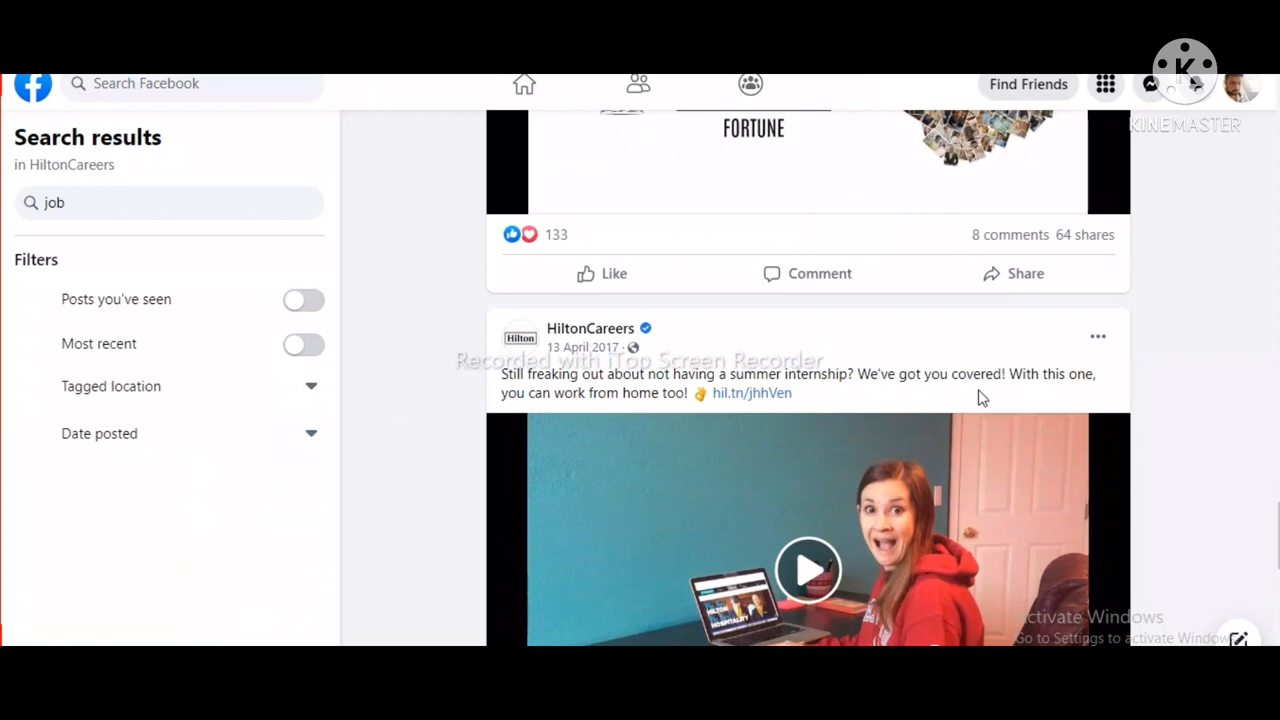 Search Facebook
Find Friends
K
KINEMASTER
Search results
in HiltonCareers
job
Filters
Posts you've seen
Most recent
Tagged location
Date posted
FORTUNE
133
8 comments 64 shares
Like
Comment
Share
Hilton
HiltonCareers
13 April 2017 ·
Recorded with iTop Screen Recorder
Still freaking out about not having a summer internship? We've got you covered! With this one,
you can work from home too! 👌 hil.tn/jhhVen
HILTON
HOSPITALITY
Activate Windows
Go to Settings to activate Windows